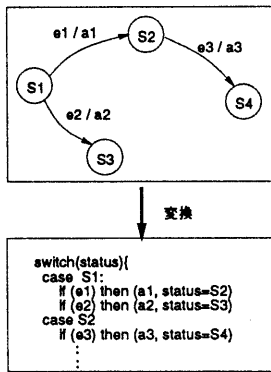 e1 / a1
S2
e3 / a3
S1
e2 / a2
S4
S3
変換
switch(status){
case S1:
if (e1) then (a1, status=S2)
if (e2) then (a2, status=S3)
case S2
if (e3) then (a3, status=S4)
⋮